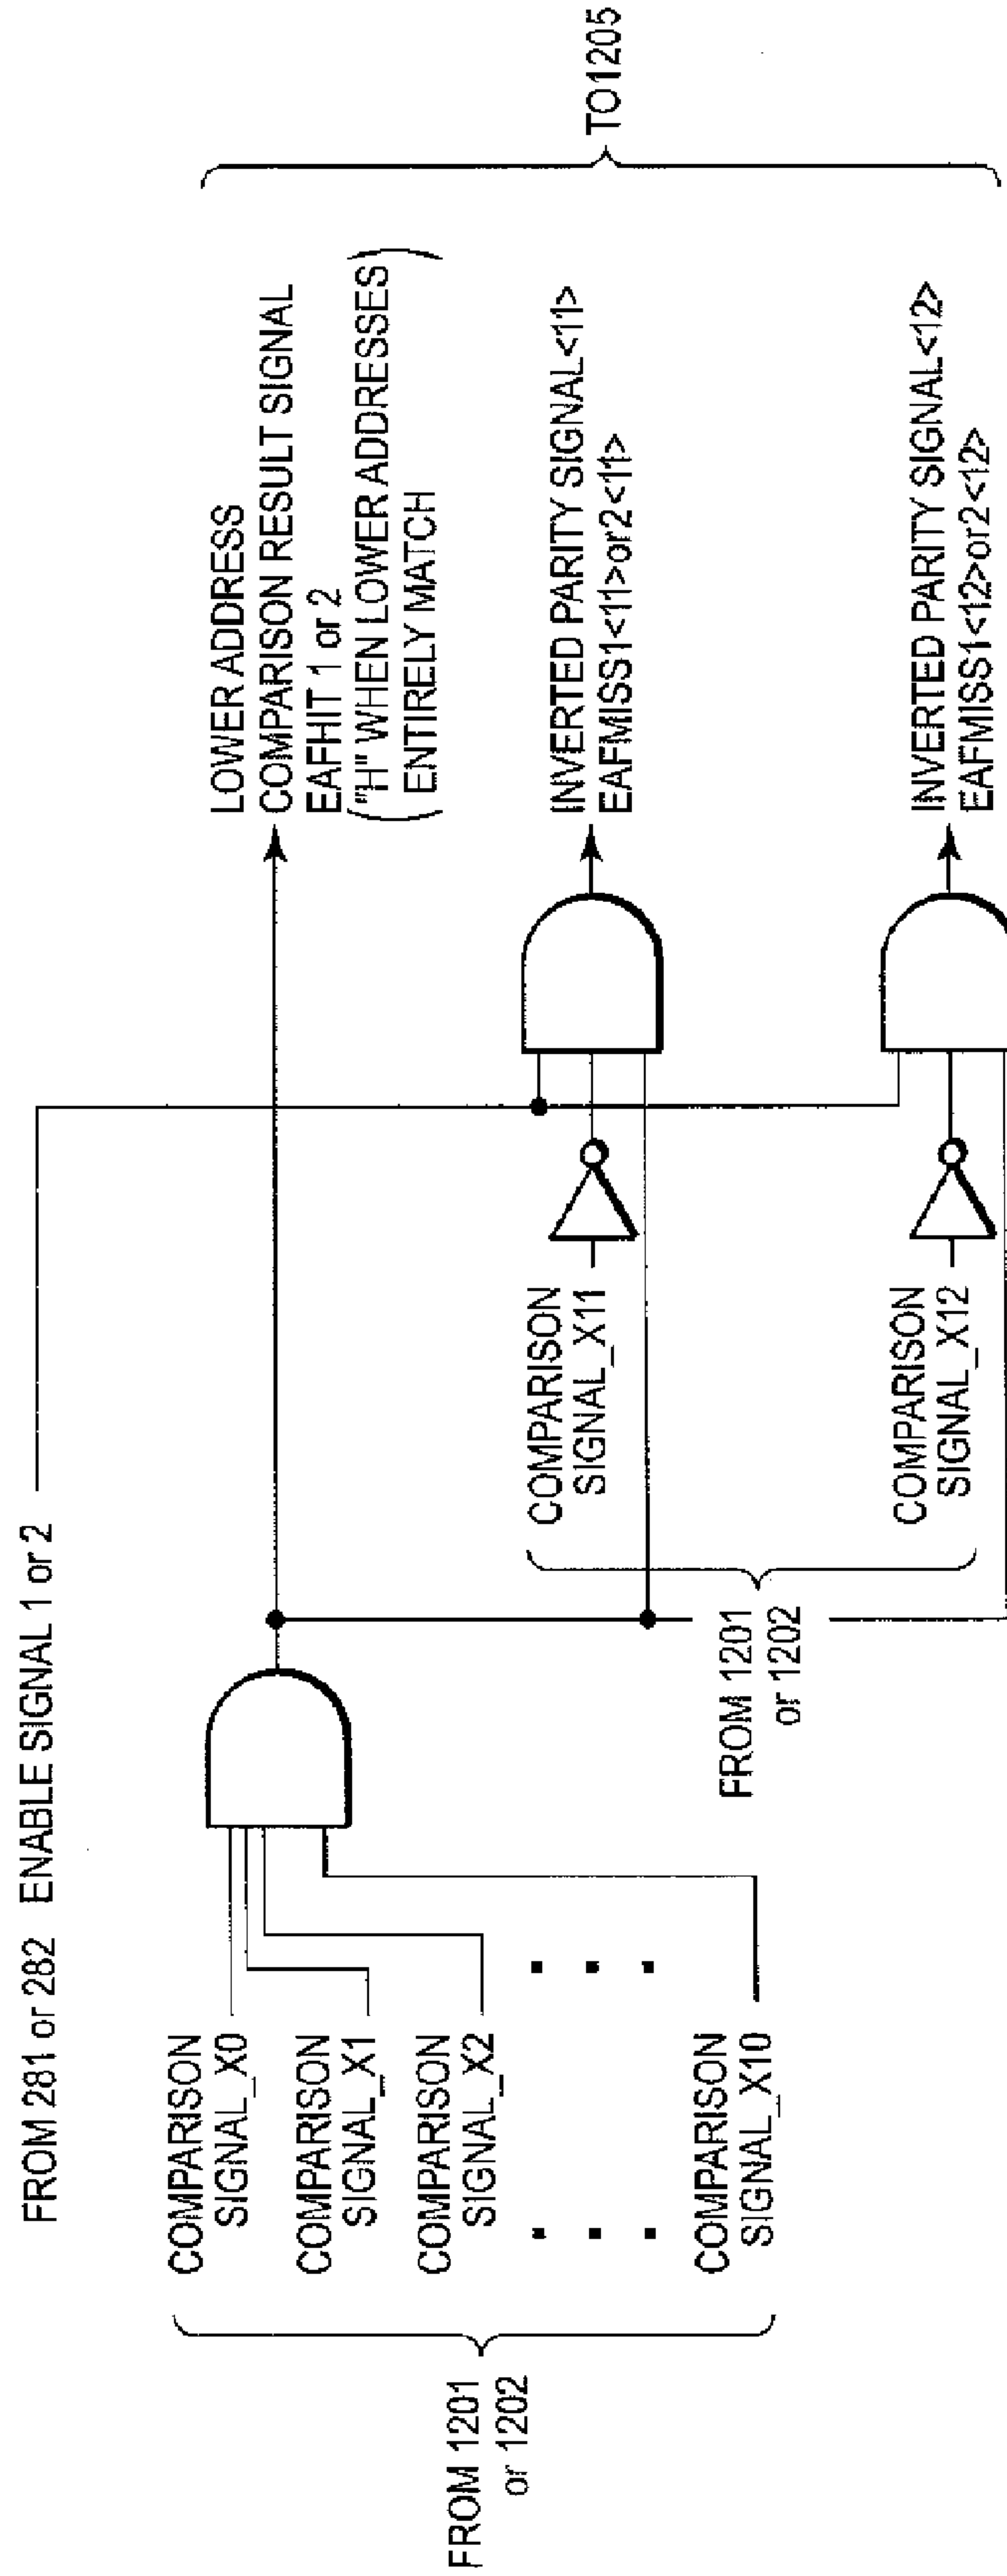 FROM 281 or 282 ENABLE SIGNAL 1 or 2
COMPARISON
SIGNAL_X0
COMPARISON
SIGNAL_X1
COMPARISON
SIGNAL_X2
COMPARISON
SIGNAL_X10
FROM 1201
or 1202
COMPARISON
SIGNAL_X11
COMPARISON
SIGNAL_X12
FROM 1201
or 1202
LOWER ADDRESS
COMPARISON RESULT SIGNAL
EAFHIT 1 or 2
("H" WHEN LOWER ADDRESSES
ENTIRELY MATCH)
INVERTED PARITY SIGNAL<11>
EAFMISS1<11>or2<11>
INVERTED PARITY SIGNAL<12>
EAFMISS1<12>or2<12>
TO1205